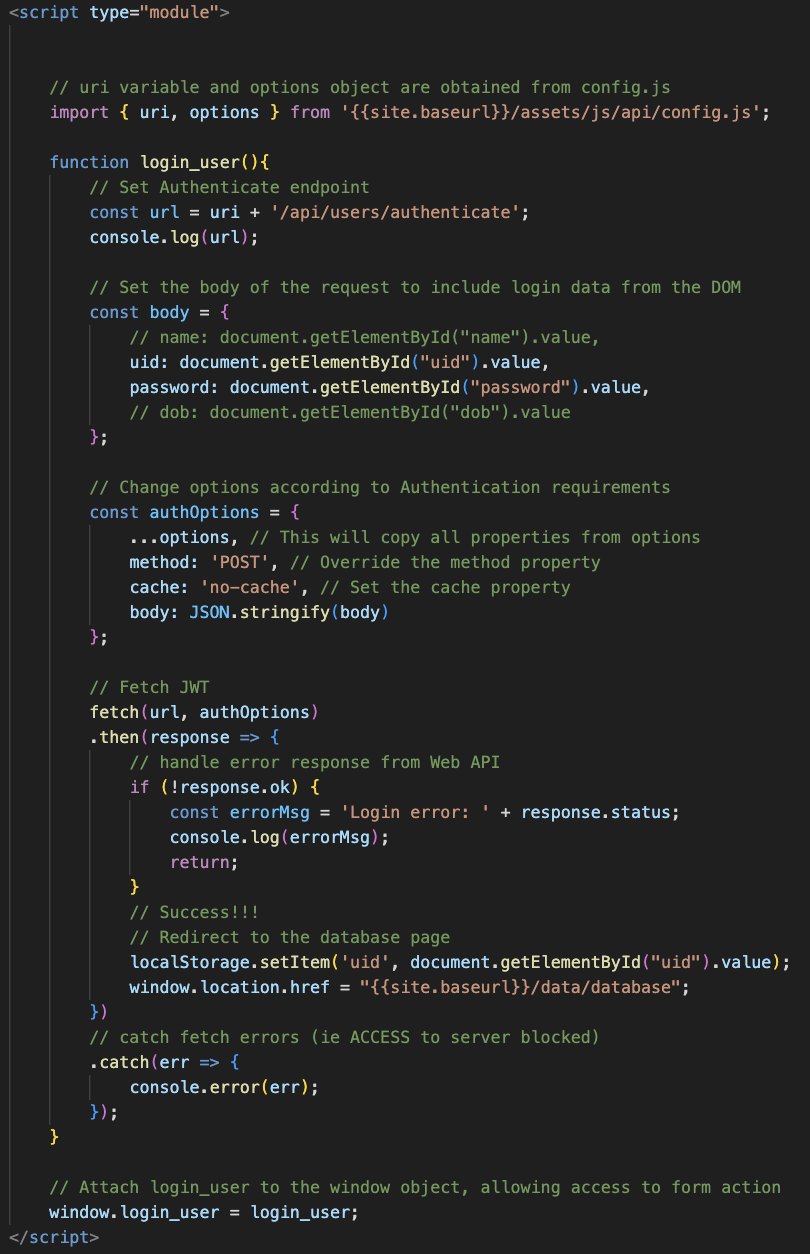 <script type="module">
// uri variable and options object are obtained from config.js
import { uri, options } from '{{site.baseurl}}/assets/js/api/config.js';
function login_user(){
// Set Authenticate endpoint
const url = uri + '/api/users/authenticate';
console.log(url);
// Set the body of the request to include login data from the DOM
const body = {
// name: document.getElementById("name").value,
uid: document.getElementById("uid").value,
password: document.getElementById("password").value,
// dob: document.getElementById("dob").value
};
// Change options according to Authentication requirements
const authOptions = {
...options, // This will copy all properties from options
method: 'POST', // Override the method property
cache: 'no-cache', // Set the cache property
body: JSON.stringify(body)
};
// Fetch JWT
fetch(url, authOptions)
.then(response => {
// handle error response from Web API
if (!response.ok) {
const errorMsg = 'Login error: ' + response.status;
console.log(errorMsg);
return;
}
// Success!!!
// Redirect to the database page
localStorage.setItem('uid', document.getElementById("uid").value);
window.location.href = "{{site.baseurl}}/data/database";
})
// catch fetch errors (ie ACCESS to server blocked)
.catch(err => {
console.error(err);
});
}
// Attach login_user to the window object, allowing access to form action
window.login_user = login_user;
</script>